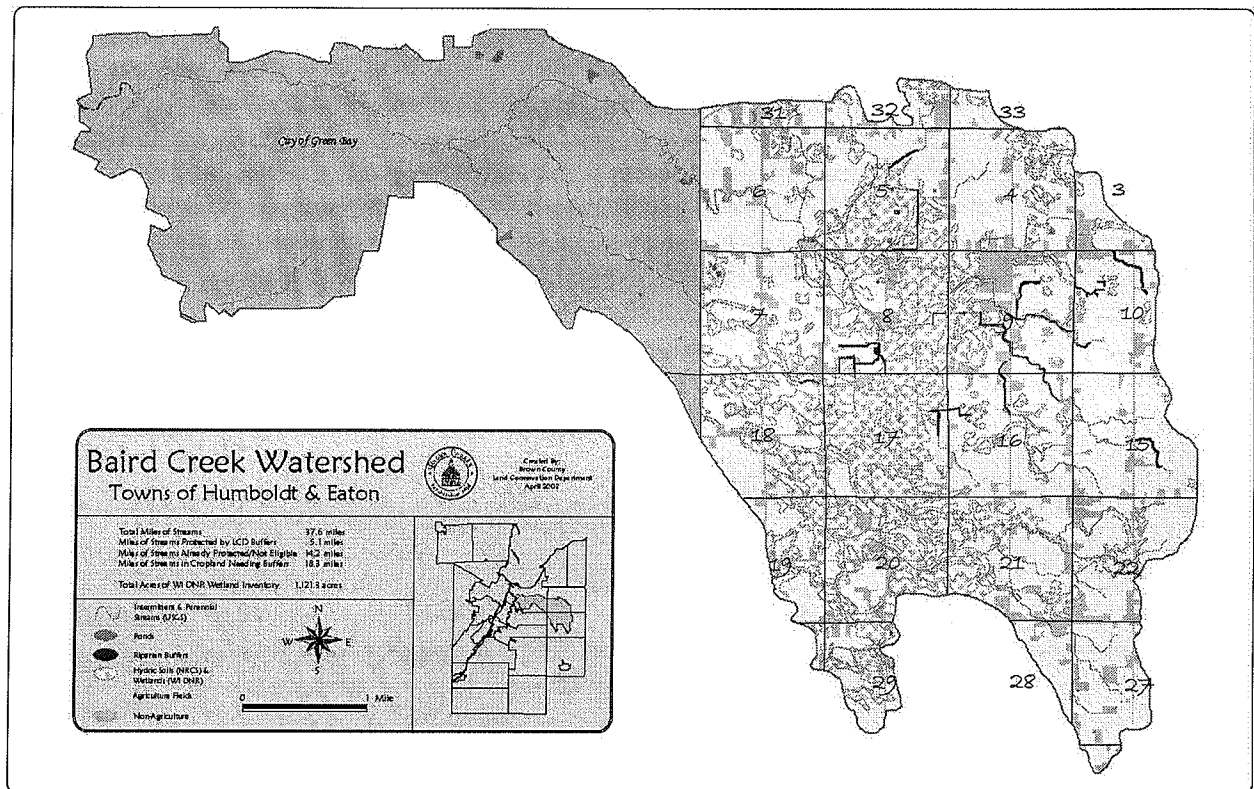 City of Green Bay
31 32 33
6 5 4 3
7 8 9 10
18 17 16 15
19 20 21 22
29 28 27
Baird Creek Watershed
Towns of Humboldt & Eaton
Created By:
Brown County
Land Conservation Department
April 2002
Total Miles of Streams 37.6 miles
Miles of Streams Protected by LCD Buffers 5.1 miles
Miles of Streams Already Protected/Not Eligible 14.2 miles
Miles of Streams in Cropland Needing Buffers 18.3 miles
Total Acres of WI DNR Wetland Inventory 1,121.3 acres
Intermittent & Perennial
Streams (USGS)
Ponds
Riparian Buffers
Hydric Soils (NRCS) &
Wetlands (WI DNR)
Agriculture Fields
Non-Agriculture
N
W E
S
0 1 Mile